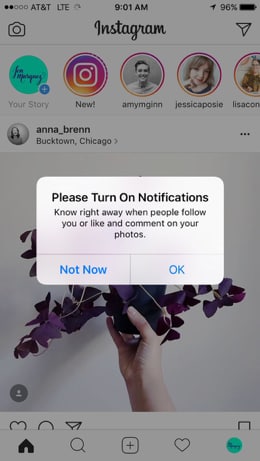 AT&T LTE 9:01 AM 96%
Instagram
Your Story New! amymginn jessicaposie lisacon
anna_brenn
Bucktown, Chicago >
Please Turn On Notifications
Know right away when people follow
you or like and comment on your
photos.
Not Now OK